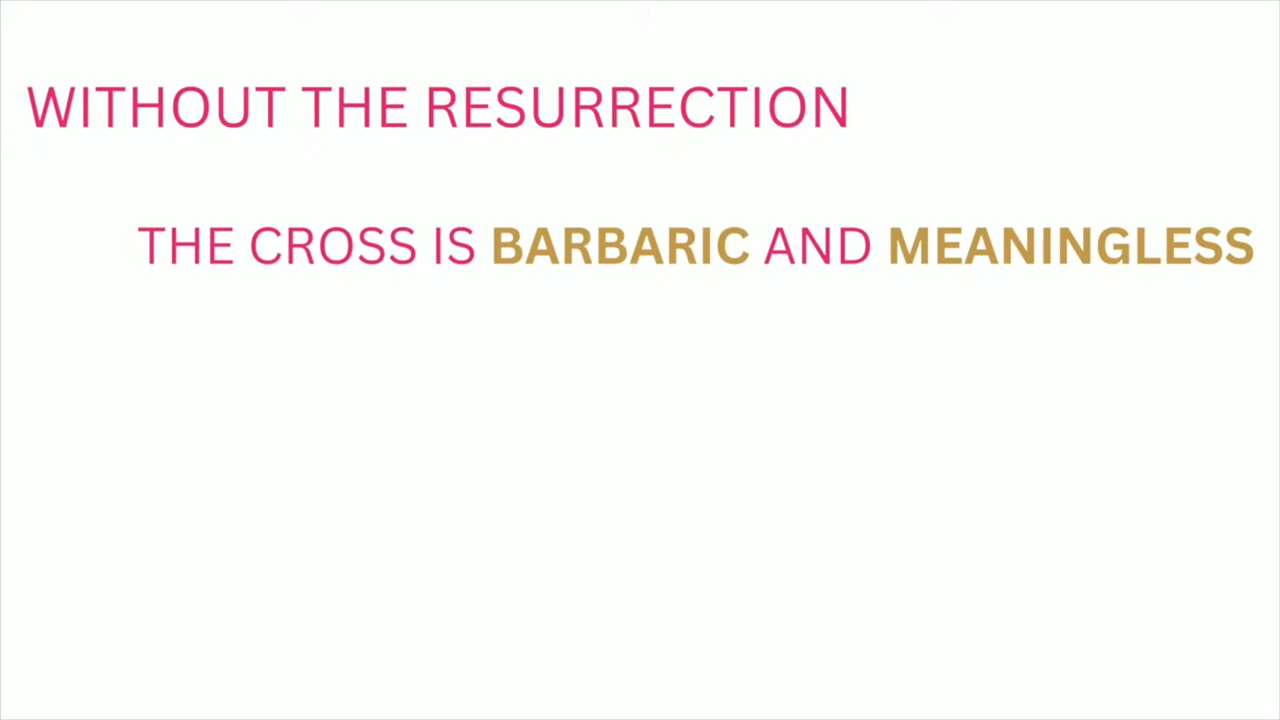 WITHOUT THE RESURRECTION
THE CROSS IS BARBARIC AND MEANINGLESS